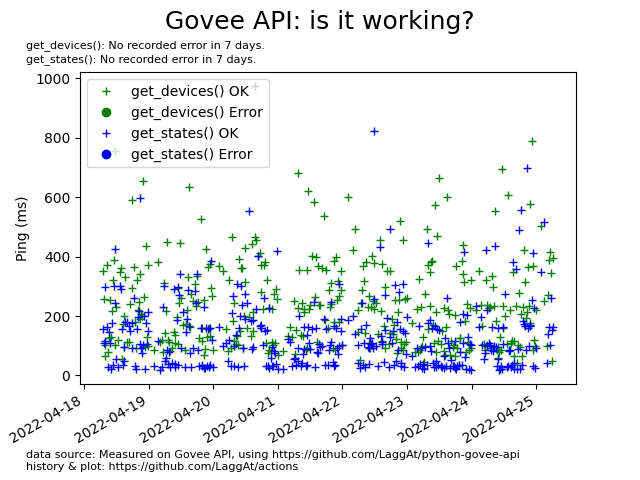 Govee API: is it working?
get_devices(): No recorded error in 7 days.
get_states(): No recorded error in 7 days.
1000
800
600
400
200
0
Ping (ms)
get_devices() OK
get_devices() Error
get_states() OK
get_states() Error
2022-04-18
2022-04-19
2022-04-20
2022-04-21
2022-04-22
2022-04-23
2022-04-24
2022-04-25
data source: Measured on Govee API, using https://github.com/LaggAt/python-govee-api
history & plot: https://github.com/LaggAt/actions